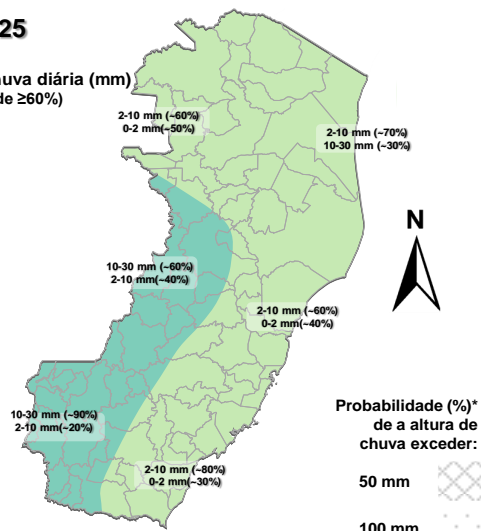 25
uva diária (mm)
de ≥60%)
2-10 mm (~60%)
0-2 mm(~50%)
2-10 mm (~70%)
10-30 mm (~30%)
N
10-30 mm (~60%)
2-10 mm(~40%)
2-10 mm (~60%)
0-2 mm(~40%)
10-30 mm (~90%)
2-10 mm(~20%)
2-10 mm (~80%)
0-2 mm(~30%)
Probabilidade (%)*
de a altura de
chuva exceder:
50 mm
100 mm